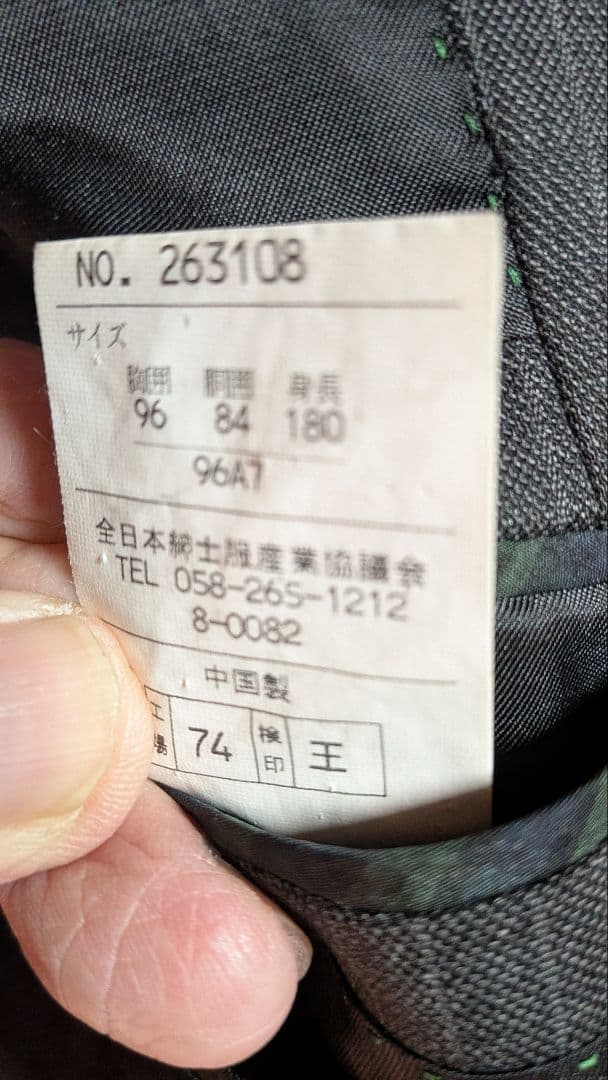 NO. 263108
サイズ
胸囲 胴囲 身長
96 84 180
96A7
全日本紳士服産業協議会
TEL 058-265-1212
8-0082
中国製
工場 74 検印 王